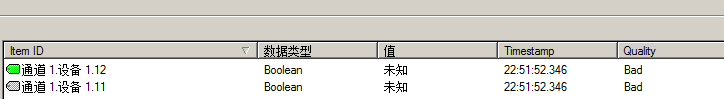 Item ID 数据类型 值 Timestamp Quality
通道 1.设备 1.12 Boolean 未知 22:51:52.346 Bad
通道 1.设备 1.11 Boolean 未知 22:51:52.346 Bad